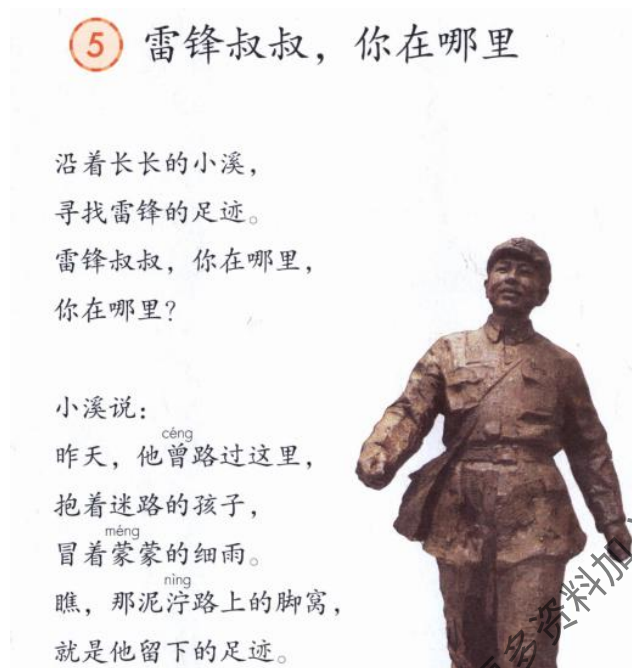 5 雷锋叔叔，你在哪里
沿着长长的小溪，
寻找雷锋的足迹。
雷锋叔叔，你在哪里，
你在哪里？
小溪说：
céng
昨天，他曾路过这里，
抱着迷路的孩子，
méng
冒着蒙蒙的细雨。
nìng
瞧，那泥泞路上的脚窝，
就是他留下的足迹。
多资料加